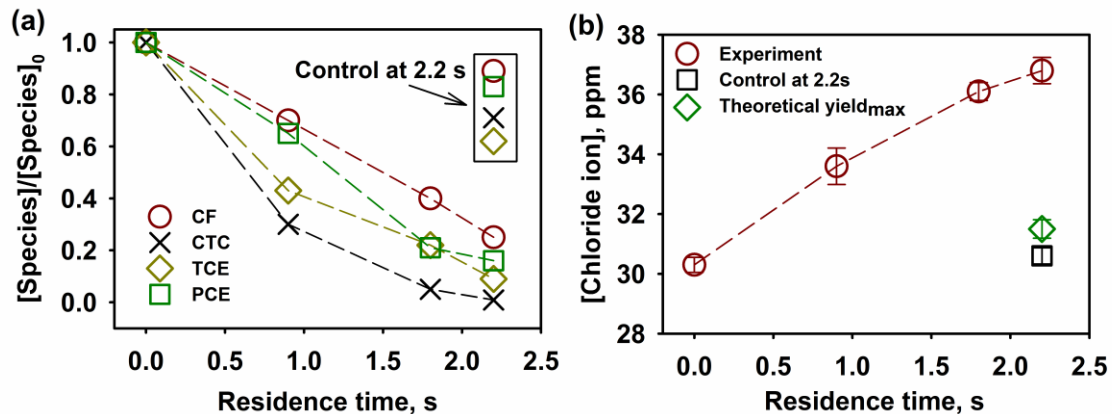 (a)
[Species]/[Species]0
1.0
0.8
0.6
0.4
0.2
0.0
Control at 2.2 s
CF
CTC
TCE
PCE
0.0 0.5 1.0 1.5 2.0 2.5
Residence time, s
(b)
[Chloride ion], ppm
38
36
34
32
30
28
Experiment
Control at 2.2s
Theoretical yieldmax
0.0 0.5 1.0 1.5 2.0 2.5
Residence time, s